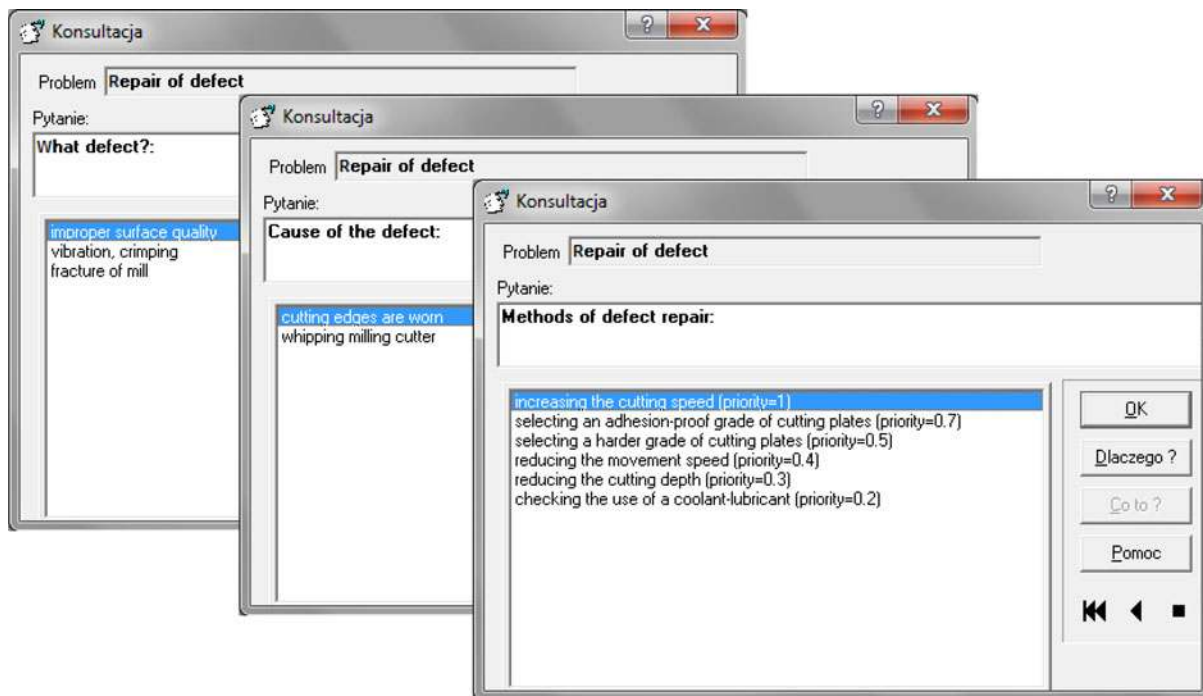 Konsultacja
Problem Repair of defect
Pytanie:
What defect?:
improper surface quality
vibration, crimping
fracture of mill
Konsultacja
Problem Repair of defect
Pytanie:
Cause of the defect:
cutting edges are worn
whipping milling cutter
Konsultacja
Problem Repair of defect
Pytanie:
Methods of defect repair:
increasing the cutting speed (priority=1)
selecting an adhesion-proof grade of cutting plates (priority=0.7)
selecting a harder grade of cutting plates (priority=0.5)
reducing the movement speed (priority=0.4)
reducing the cutting depth (priority=0.3)
checking the use of a coolant-lubricant (priority=0.2)
OK
Dlaczego ?
Co to ?
Pomoc